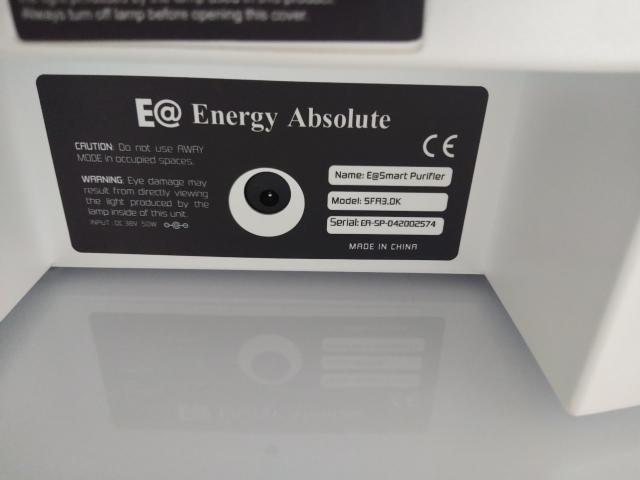 Always turn off lamp before opening this cover.
E@ Energy Absolute
CAUTION: Do not use AWAY
MODE in occupied spaces.
WARNING: Eye damage may
result from directly viewing
the light produced by the
lamp inside of this unit.
INPUT: DC 36V 50W
CE
Name: E@Smart Purifier
Model: SFA3.0K
Serial: EA-SP-042002574
MADE IN CHINA